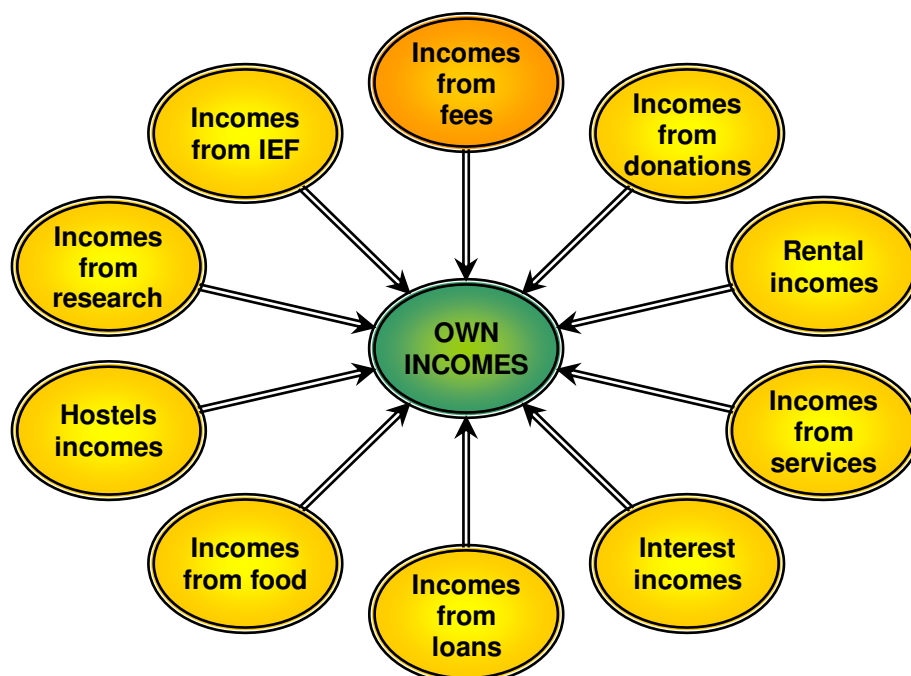 Incomes
from
fees
Incomes
from
donations
Rental
incomes
Incomes
from
services
Interest
incomes
Incomes
from
loans
Incomes
from food
Hostels
incomes
Incomes
from
research
Incomes
from IEF
OWN
INCOMES